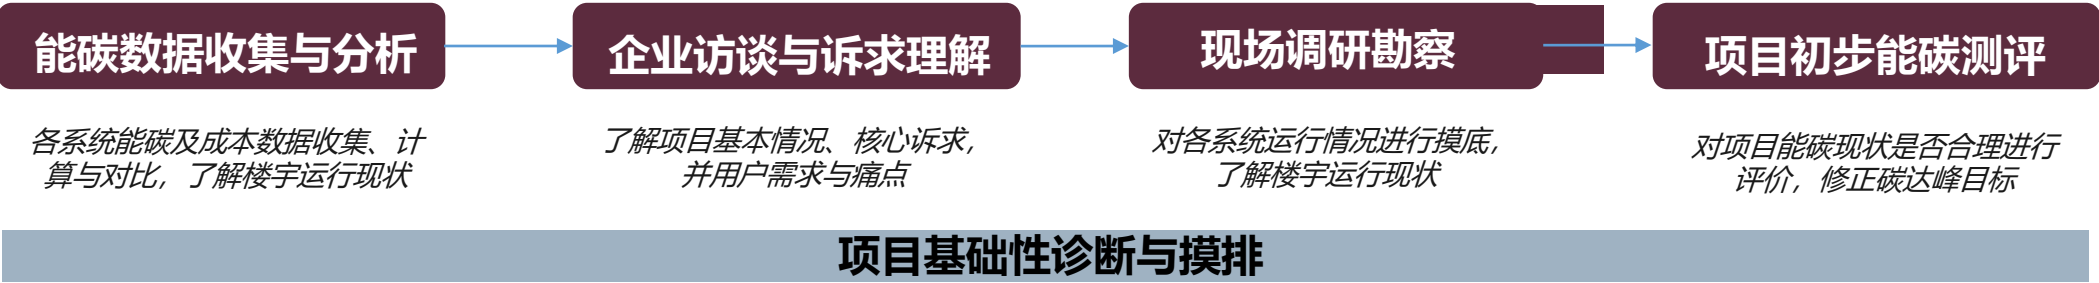 能碳数据收集与分析
企业访谈与诉求理解
现场调研勘察
项目初步能碳测评
各系统能碳及成本数据收集、计
算与对比，了解楼宇运行现状
了解项目基本情况、核心诉求，
并用户需求与痛点
对各系统运行情况进行摸底，
了解楼宇运行现状
对项目能碳现状是否合理进行
评价，修正碳达峰目标
项目基础性诊断与摸排